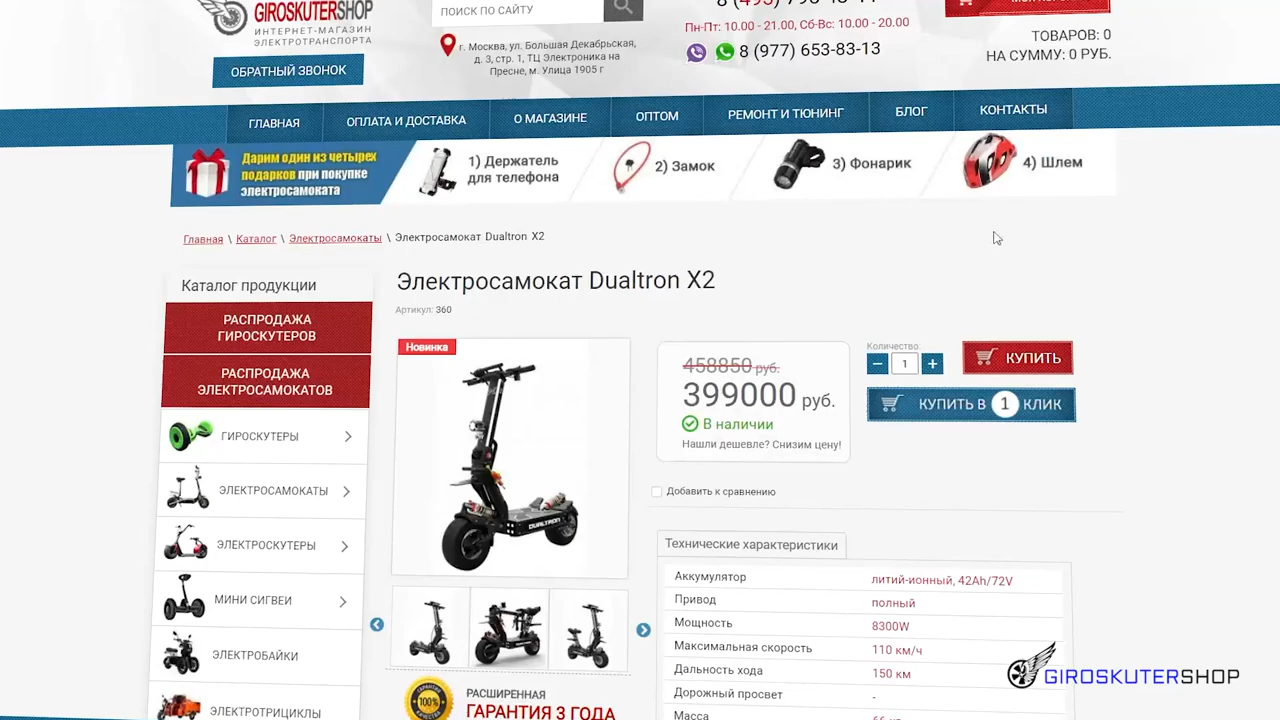 GIROSKUTERSHOP
ИНТЕРНЕТ-МАГАЗИН
ЭЛЕКТРОТРАНСПОРТА
ОБРАТНЫЙ ЗВОНОК
ПОИСК ПО САЙТУ
г. Москва, ул. Большая Декабрьская,
д. 3, стр. 1, ТЦ Электроника на
Пресне, м. Улица 1905 г
Пн-Пт: 10.00 - 21.00, Сб-Вс: 10.00 - 20.00
8 (977) 653-83-13
ТОВАРОВ: 0
НА СУММУ: 0 РУБ.
ГЛАВНАЯ
ОПЛАТА И ДОСТАВКА
О МАГАЗИНЕ
ОПТОМ
РЕМОНТ И ТЮНИНГ
БЛОГ
КОНТАКТЫ
Дарим один из четырех
подарков при покупке
электросамоката
1) Держатель
для телефона
2) Замок
3) Фонарик
4) Шлем
Главная \ Каталог \ Электросамокаты \ Электросамокат Dualtron X2
Каталог продукции
РАСПРОДАЖА
ГИРОСКУТЕРОВ
РАСПРОДАЖА
ЭЛЕКТРОСАМОКАТОВ
ГИРОСКУТЕРЫ
ЭЛЕКТРОСАМОКАТЫ
ЭЛЕКТРОСКУТЕРЫ
МИНИ СИГВЕИ
ЭЛЕКТРОБАЙКИ
ЭЛЕКТРОТРИЦИКЛЫ
Электросамокат Dualtron X2
Артикул: 360
Новинка
DUALTRON
458850 руб.
399000 руб.
В наличии
Нашли дешевле? Снизим цену!
Количество:
1
КУПИТЬ
КУПИТЬ В 1 КЛИК
Добавить к сравнению
Технические характеристики
Аккумулятор литий-ионный, 42Ah/72V
Привод полный
Мощность 8300W
Максимальная скорость 110 км/ч
Дальность хода 150 км
Дорожный просвет -
Масса
100%
РАСШИРЕННАЯ
ГАРАНТИЯ 3 ГОДА
GIROSKUTERSHOP